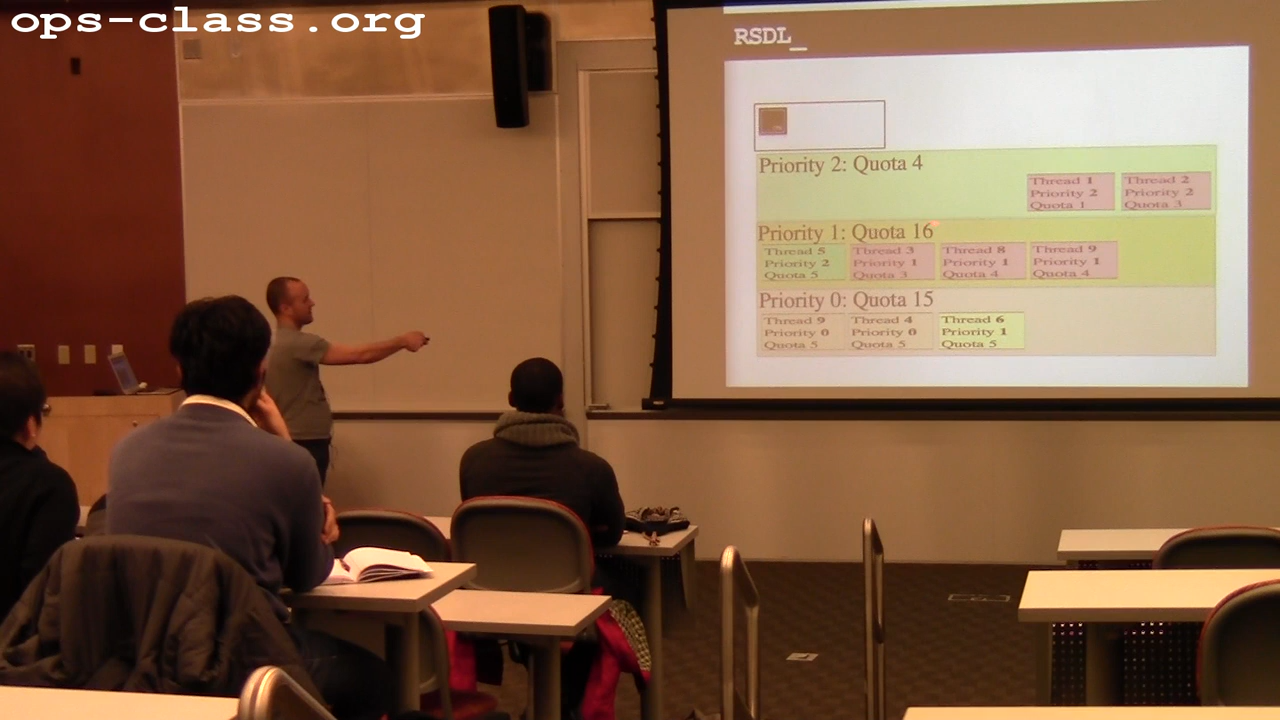 ops-class.org
RSDL_
Priority 2: Quota 4
Thread 1
Priority 2
Quota 1
Thread 2
Priority 2
Quota 3
Priority 1: Quota 16
Thread 5
Priority 2
Quota 5
Thread 3
Priority 1
Quota 3
Thread 8
Priority 1
Quota 4
Thread 9
Priority 1
Quota 4
Priority 0: Quota 15
Thread 9
Priority 0
Quota 5
Thread 4
Priority 0
Quota 5
Thread 6
Priority 1
Quota 5